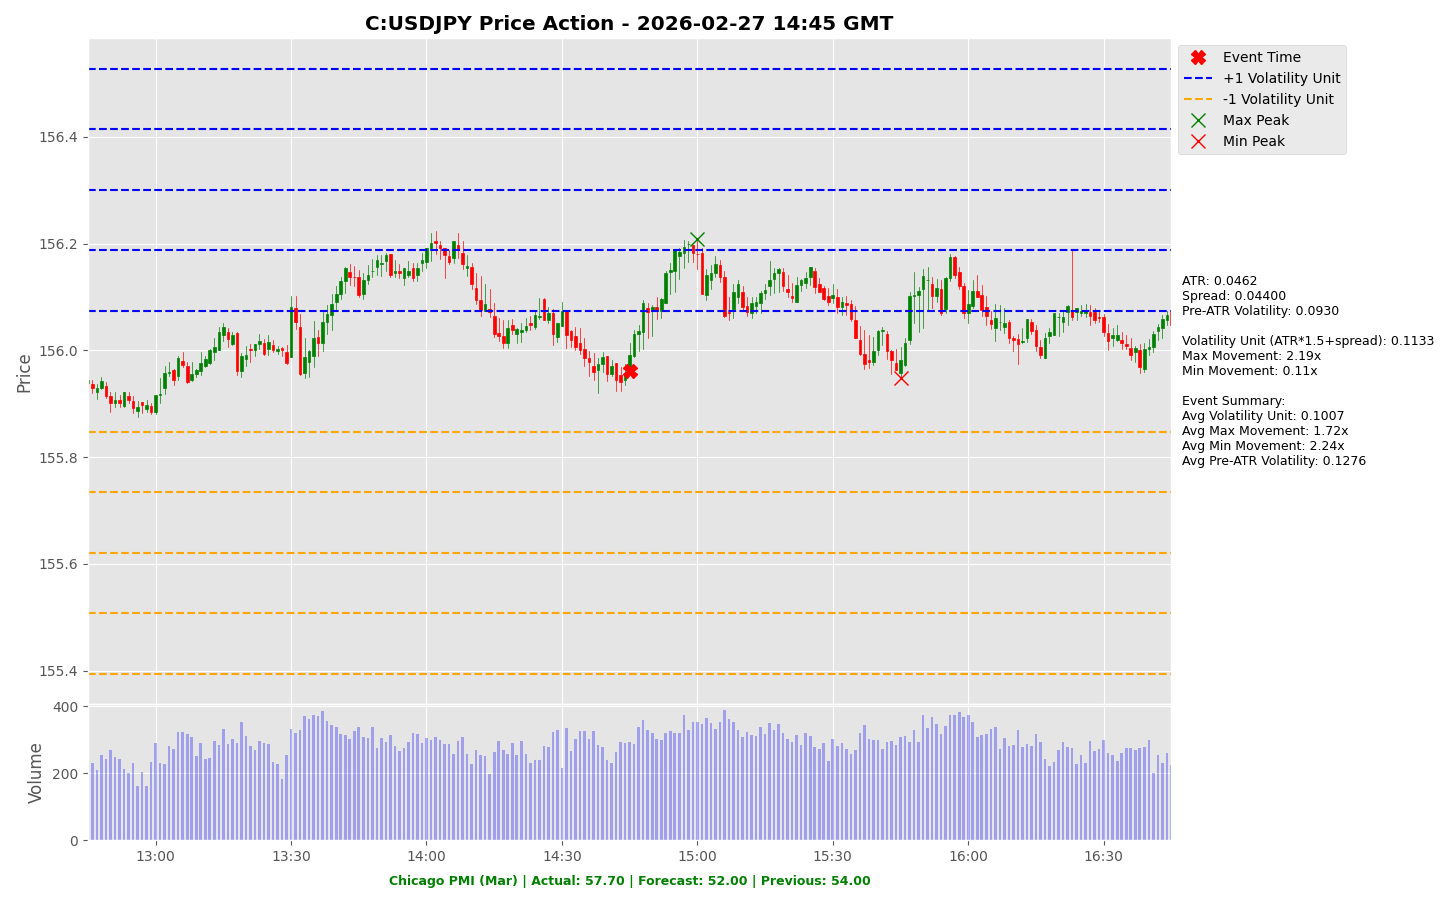 C:USDJPY Price Action - 2026-02-27 14:45 GMT
Event Time
+1 Volatility Unit
-1 Volatility Unit
Max Peak
Min Peak
Price
156.4
156.2
156.0
155.8
155.6
155.4
ATR: 0.0462
Spread: 0.04400
Pre-ATR Volatility: 0.0930
Volatility Unit (ATR*1.5+spread): 0.1133
Max Movement: 2.19x
Min Movement: 0.11x
Event Summary:
Avg Volatility Unit: 0.1007
Avg Max Movement: 1.72x
Avg Min Movement: 2.24x
Avg Pre-ATR Volatility: 0.1276
Volume
400
200
0
13:00 13:30 14:00 14:30 15:00 15:30 16:00 16:30
Chicago PMI (Mar) | Actual: 57.70 | Forecast: 52.00 | Previous: 54.00